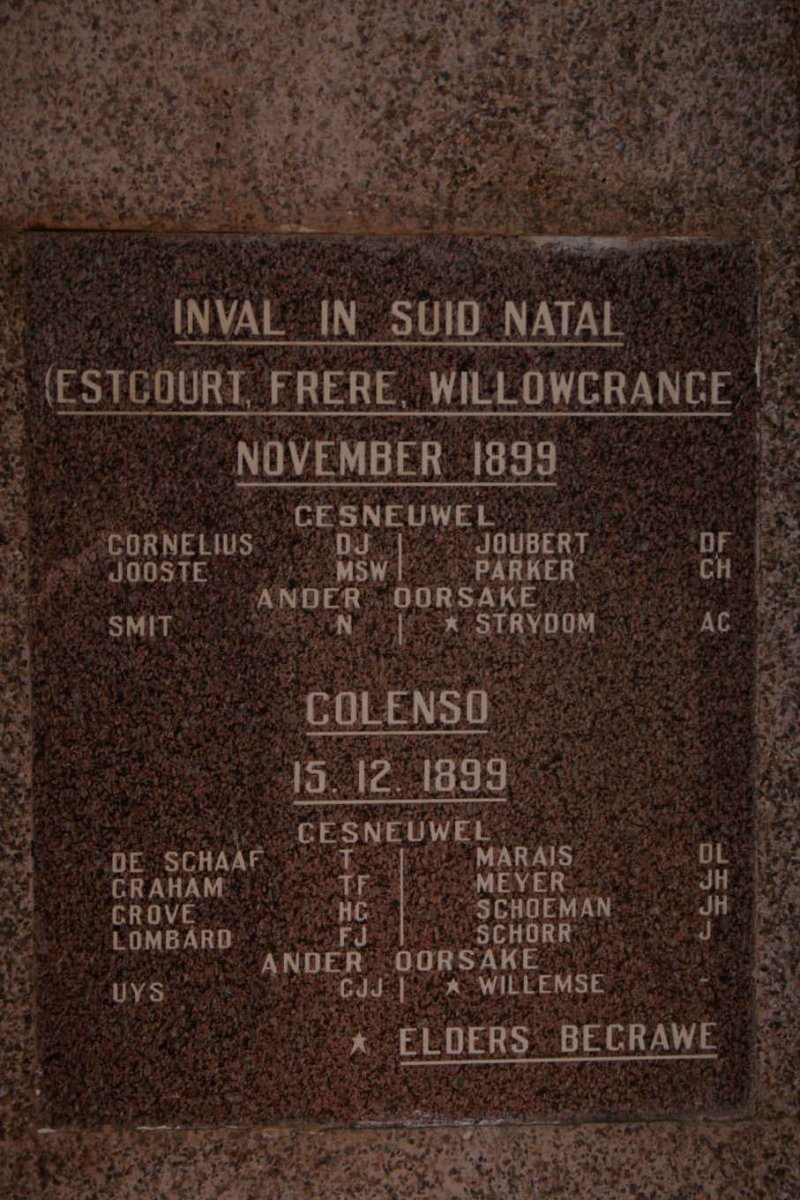 INVAL IN SUID NATAL
(ESTCOURT, FRERE, WILLOWGRANGE
NOVEMBER 1899
GESNEUWEL
CORNELIUS DJ | JOUBERT DF
JOOSTE MSW | PARKER CH
ANDER OORSAKE
SMIT N | ★ STRYDOM AC
COLENSO
15. 12. 1899
GESNEUWEL
DE SCHAAF T | MARAIS DL
GRAHAM TF | MEYER JH
GROVÉ HC | SCHOEMAN JH
LOMBARD FJ | SCHORR J
ANDER OORSAKE
UYS CJJ | ★ WILLEMSE -
★ ELDERS BEGRAWE